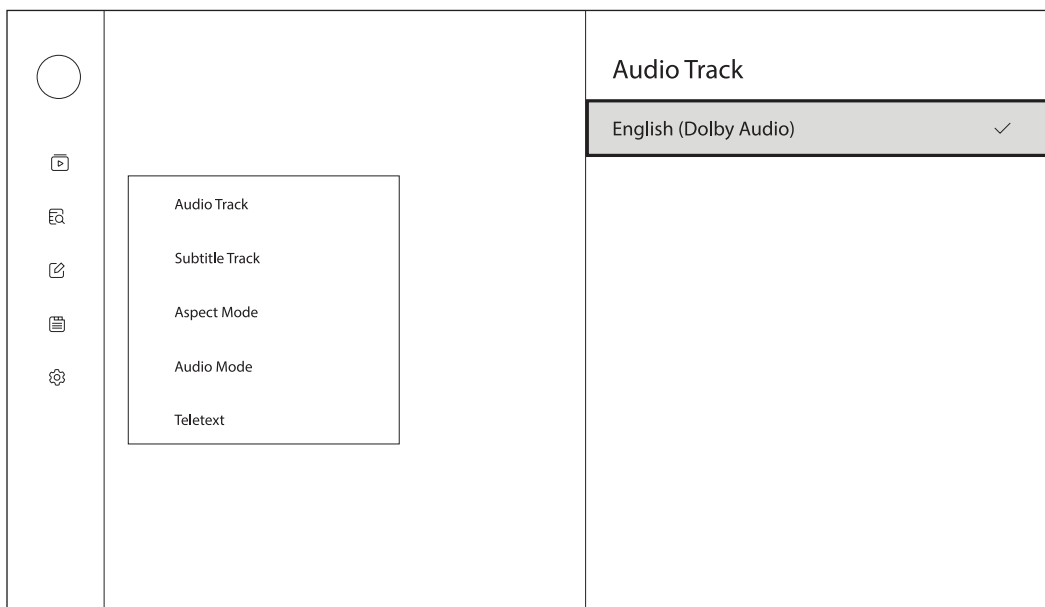 Audio Track
Subtitle Track
Aspect Mode
Audio Mode
Teletext
Audio Track
English (Dolby Audio)